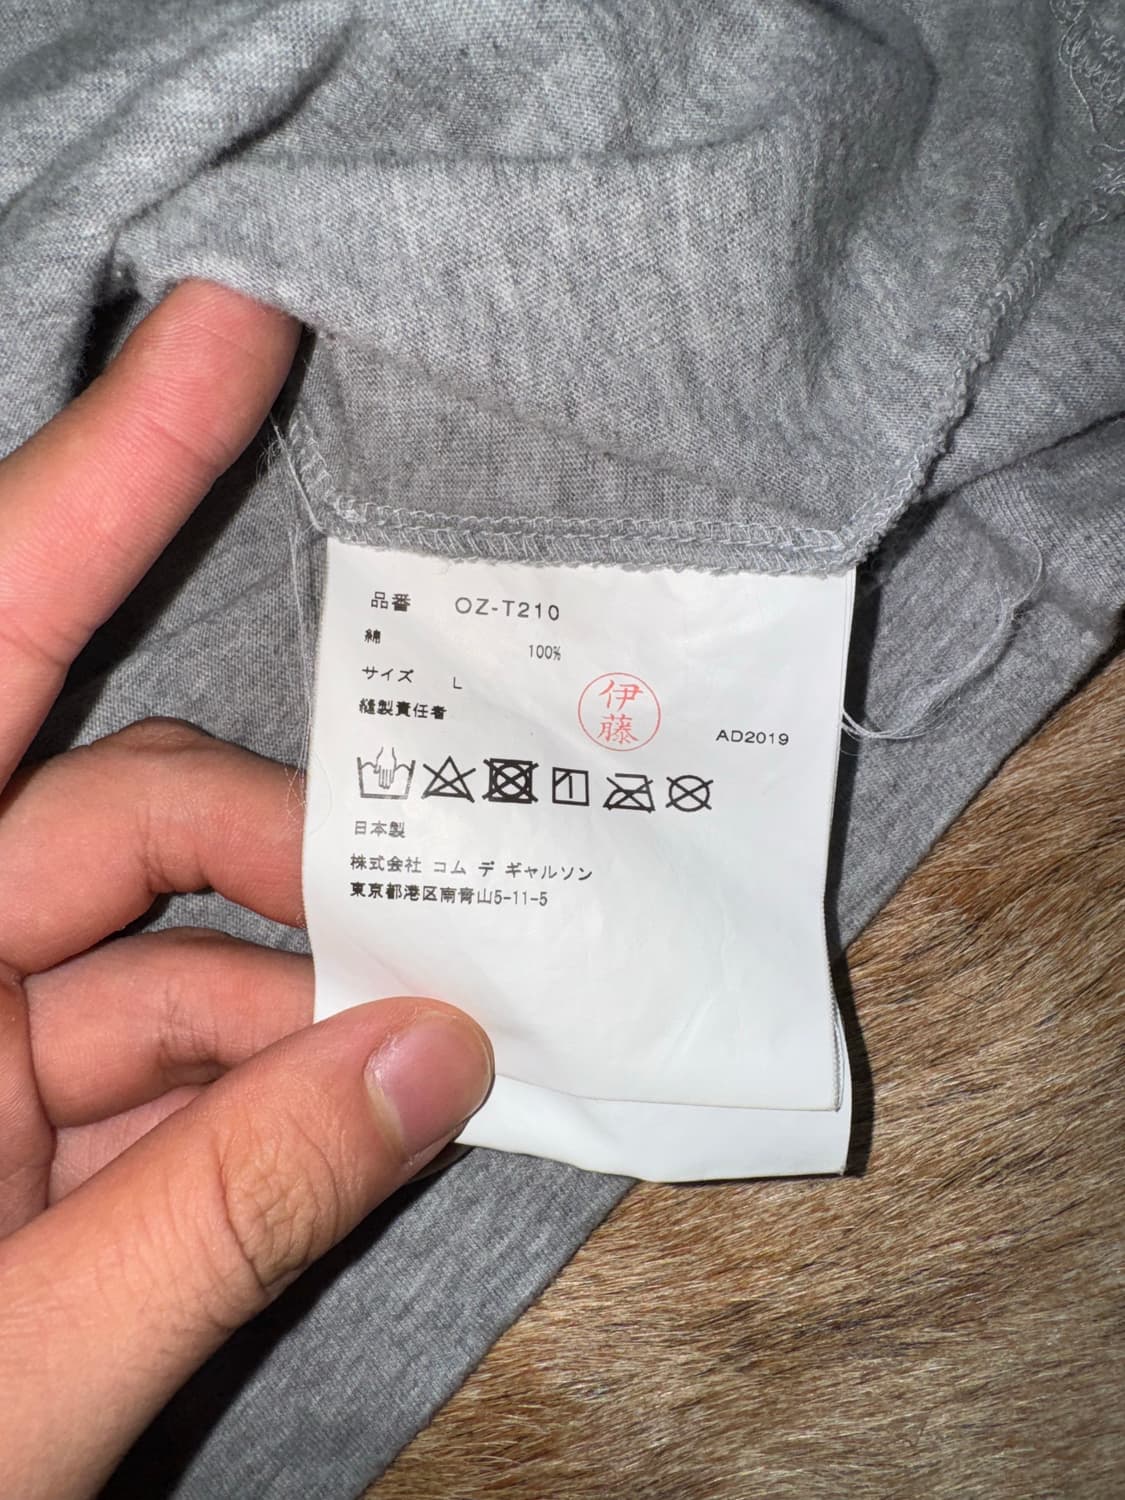 品番 OZ-T210
綿 100%
サイズ L
縫製責任者 伊藤 AD2019
日本製
株式会社 コム デ ギャルソン
東京都港区南青山5-11-5